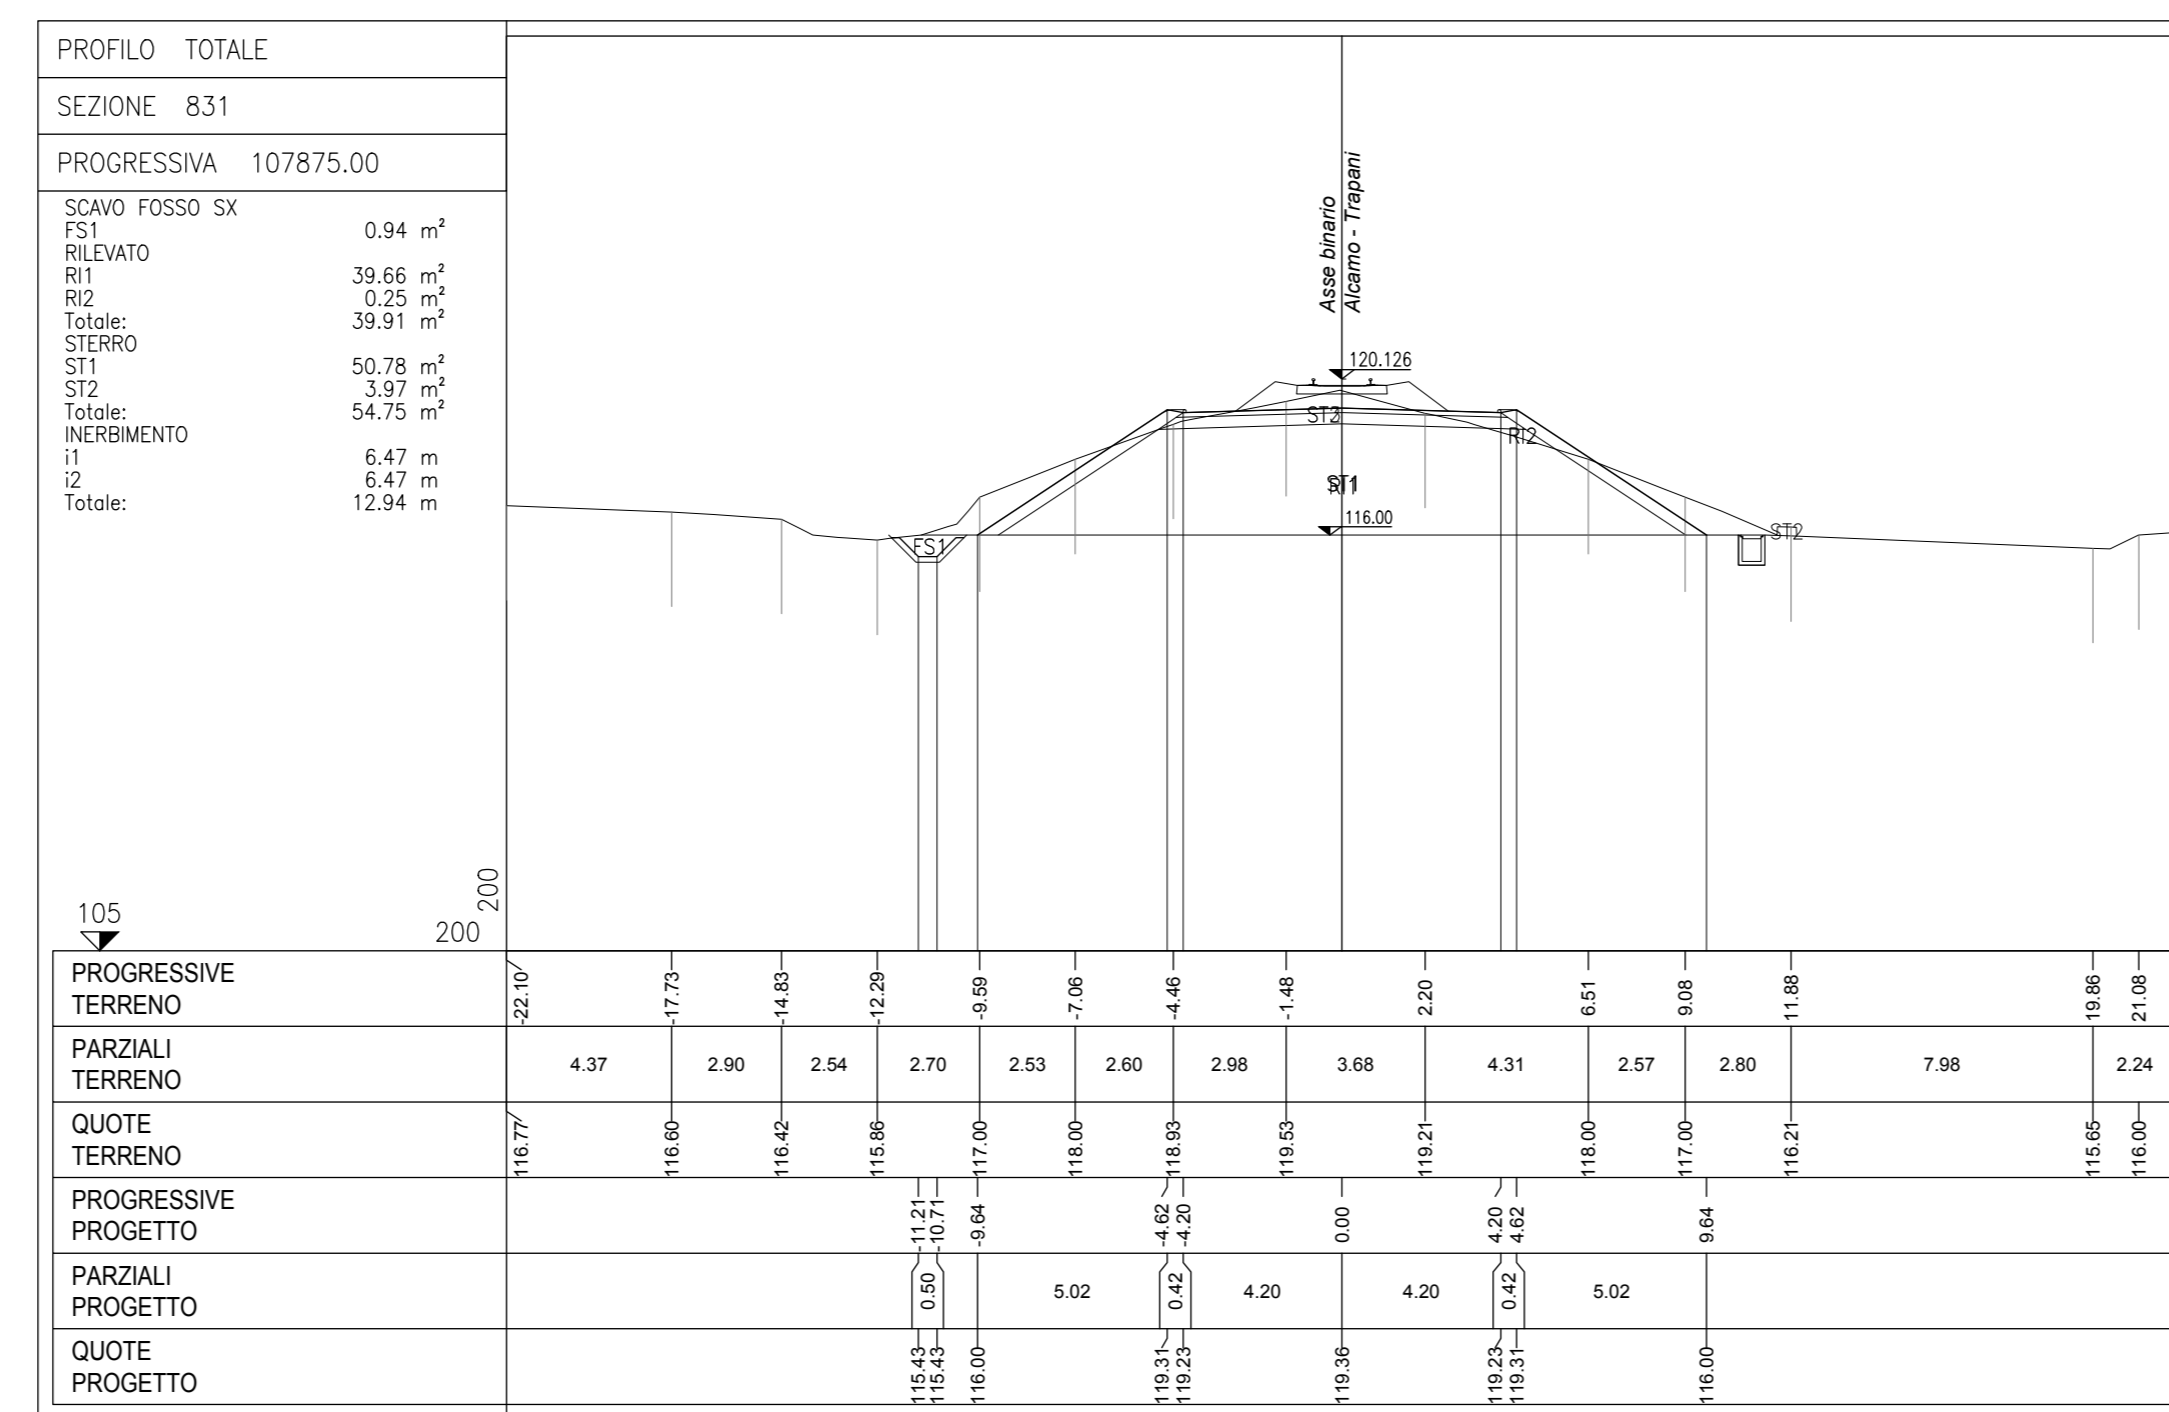 PROFILO TOTALE
SEZIONE 831
PROGRESSIVA 107875.00
SCAVO FOSSO SX
FS1 0.94 m²
RILEVATO
RI1 39.66 m²
RI2 0.25 m²
Totale: 39.91 m²
STERRO
ST1 50.78 m²
ST2 3.97 m²
Totale: 54.75 m²
INERBIMENTO
i1 6.47 m
i2 6.47 m
Totale: 12.94 m
Asse binario
Alcamo - Trapani
120.126
RI2
116.00
FS1
200
105
200
PROGRESSIVE
TERRENO
-22.10 -17.73 -14.83 -12.29 -9.59 -7.06 -4.46 -1.48 2.20 6.51 9.08 11.88 19.86 21.08
PARZIALI
TERRENO
4.37 2.90 2.54 2.70 2.53 2.60 2.98 3.68 4.31 2.57 2.80 7.98 2.24
QUOTE
TERRENO
116.77 116.60 116.42 115.86 117.00 118.00 118.93 119.53 119.21 118.00 117.00 116.21 115.65 116.00
PROGRESSIVE
PROGETTO
-11.21 -10.71 -9.64 -4.62 -4.20 0.00 4.20 4.62 9.64
PARZIALI
PROGETTO
0.50 5.02 0.42 4.20 4.20 0.42 5.02
QUOTE
PROGETTO
115.43 115.43 116.00 119.31 119.23 119.36 119.23 119.31 116.00